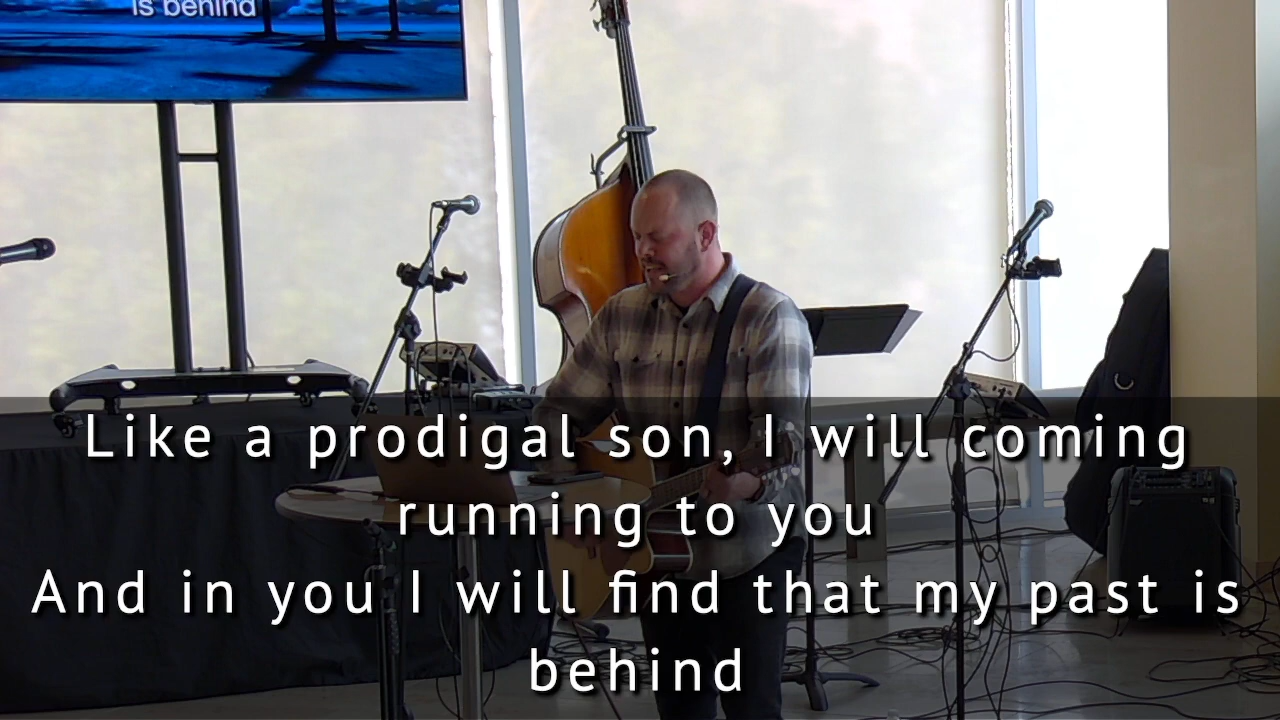 is behind
Like a prodigal son, I will coming
running to you
And in you I will find that my past is
behind